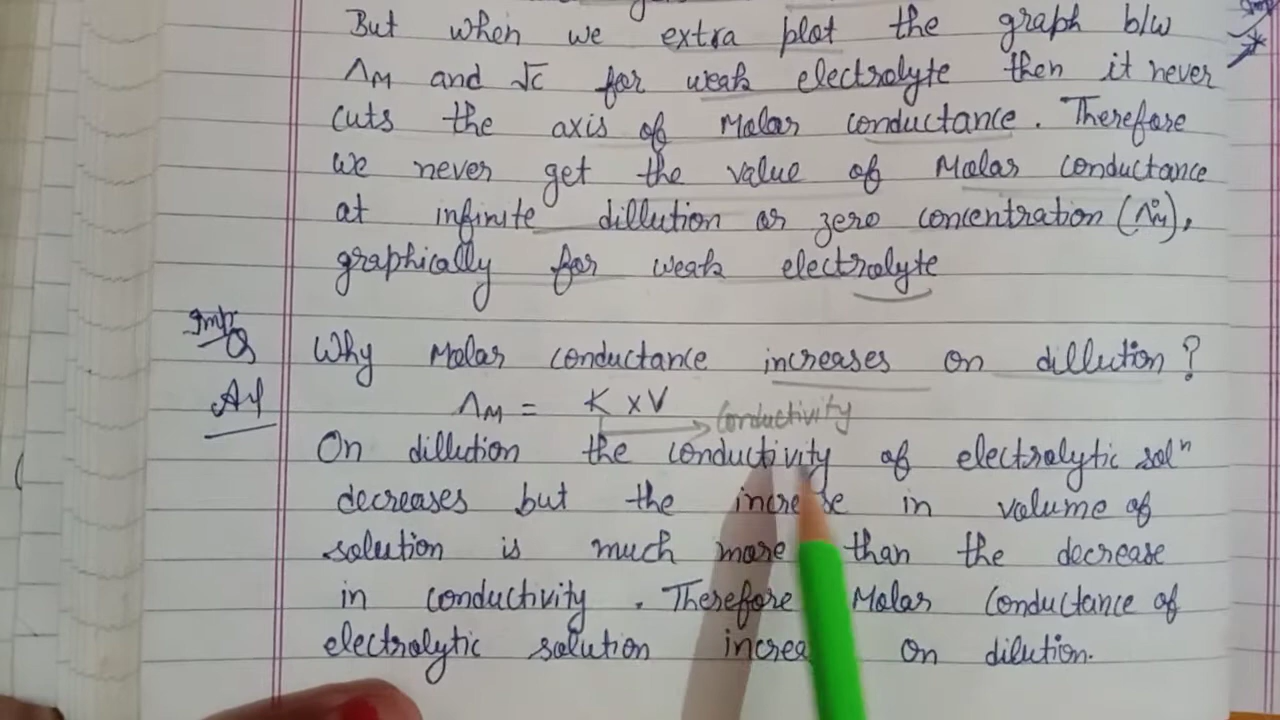 But when we extra plot the graph b/w
ΛM and √c for weak electrolyte then it never
cuts the axis of Molar conductance. Therefore
we never get the value of Molar conductance
at infinite dillution or zero concentration (Λ°M),
graphically for weak electrolyte
Imp
Q Why Molar conductance increases on dillution?
ΛM = K x V
conductivity
On dillution the conductivity of electrolytic solⁿ
decreases but the increase in volume of
solution is much more than the decrease
in conductivity. Therefore Molar conductance of
electrolytic solution increa on dilution.